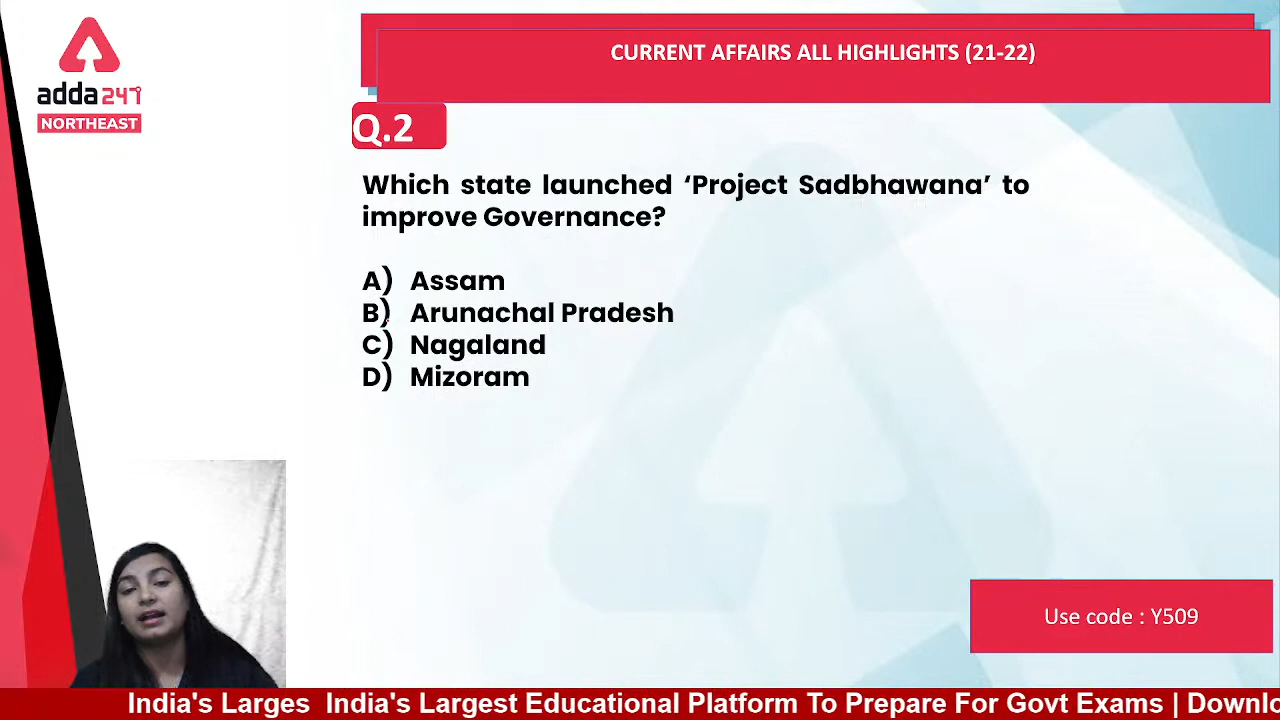 adda247
NORTHEAST
CURRENT AFFAIRS ALL HIGHLIGHTS (21-22)
Q.2
Which state launched ‘Project Sadbhawana’ to
improve Governance?
A) Assam
B) Arunachal Pradesh
C) Nagaland
D) Mizoram
Use code : Y509
India's Larges India's Largest Educational Platform To Prepare For Govt Exams | Downlo